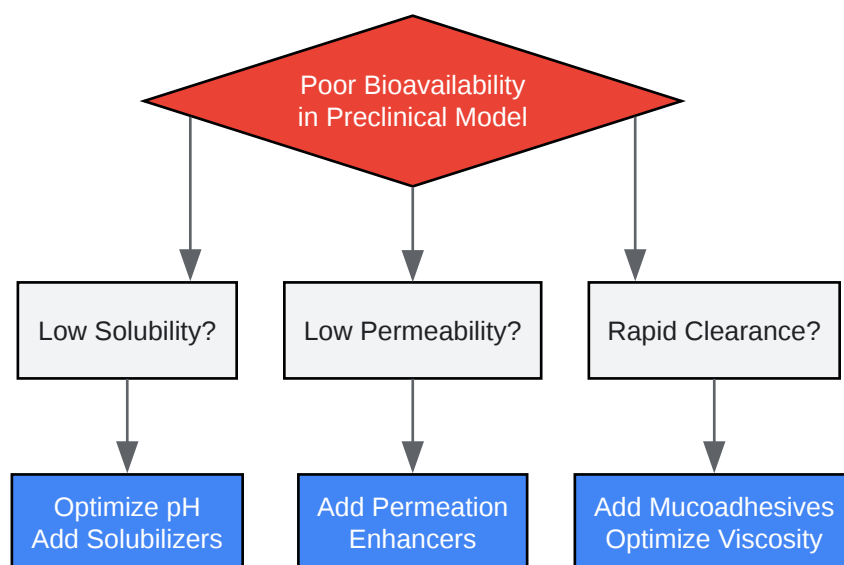 Poor Bioavailability
in Preclinical Model
Low Solubility?
Low Permeability?
Rapid Clearance?
Optimize pH
Add Solubilizers
Add Permeation
Enhancers
Add Mucoadhesives
Optimize Viscosity